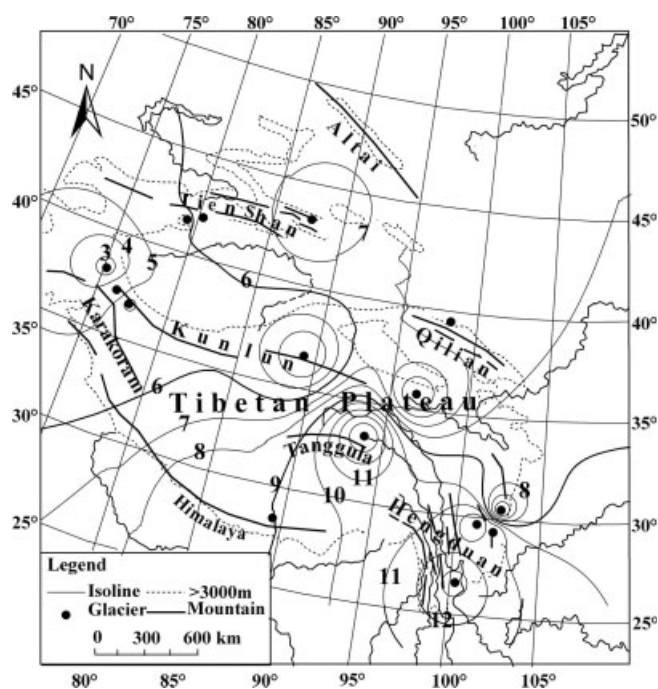 70° 75° 80° 85° 90° 95° 100° 105°
45°
N
50°
Altai
40°
Tien Shan
7
45°
3 4 5
6
35°
Karakoram
Kunlun
Qilian
40°
30°
6
7
Tibetan Plateau
35°
8
Tanggula
9
10
11
8
25°
Himalaya
Hengduan
30°
Legend
Isoline >3000m
Glacier Mountain
0 300 600 km
11
12
25°
80° 85° 90° 95° 100° 105°